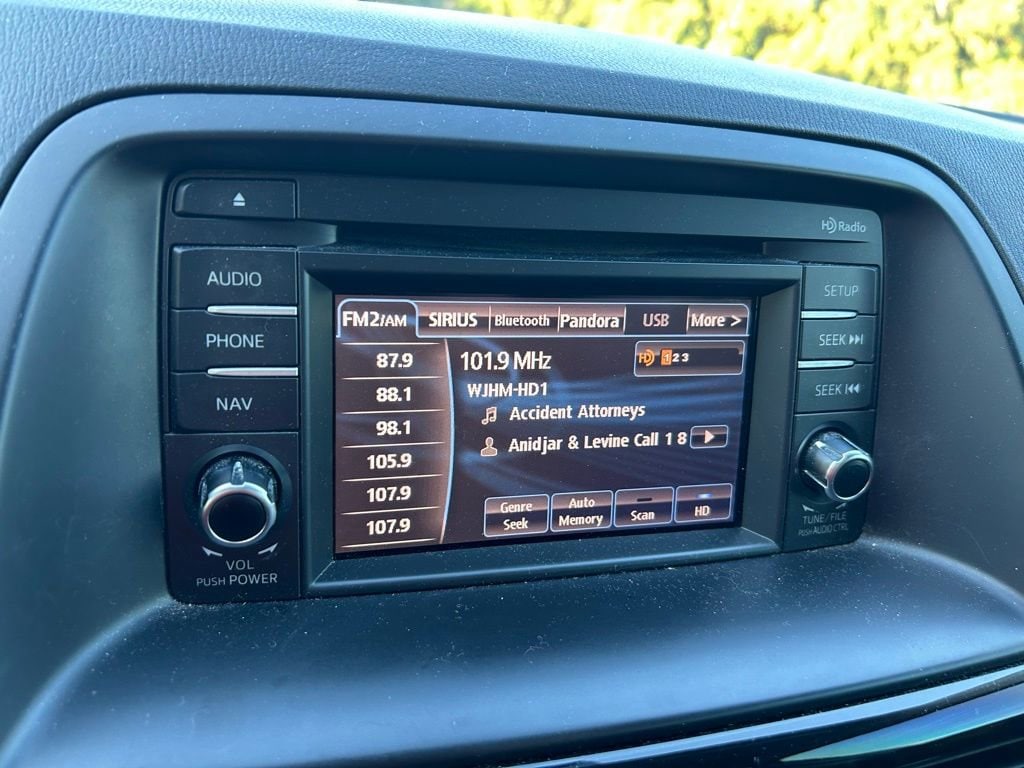 HD Radio
AUDIO
PHONE
NAV
VOL
PUSH POWER
FM2/AM SIRIUS Bluetooth Pandora USB More >
87.9
88.1
98.1
105.9
107.9
107.9
101.9 MHz
HD 1 2 3
WJHM-HD1
Accident Attorneys
Anidjar & Levine Call 1 8
Genre
Seek
Auto
Memory
Scan
HD
SETUP
SEEK
SEEK
TUNE/FILE
PUSH AUDIO CTRL